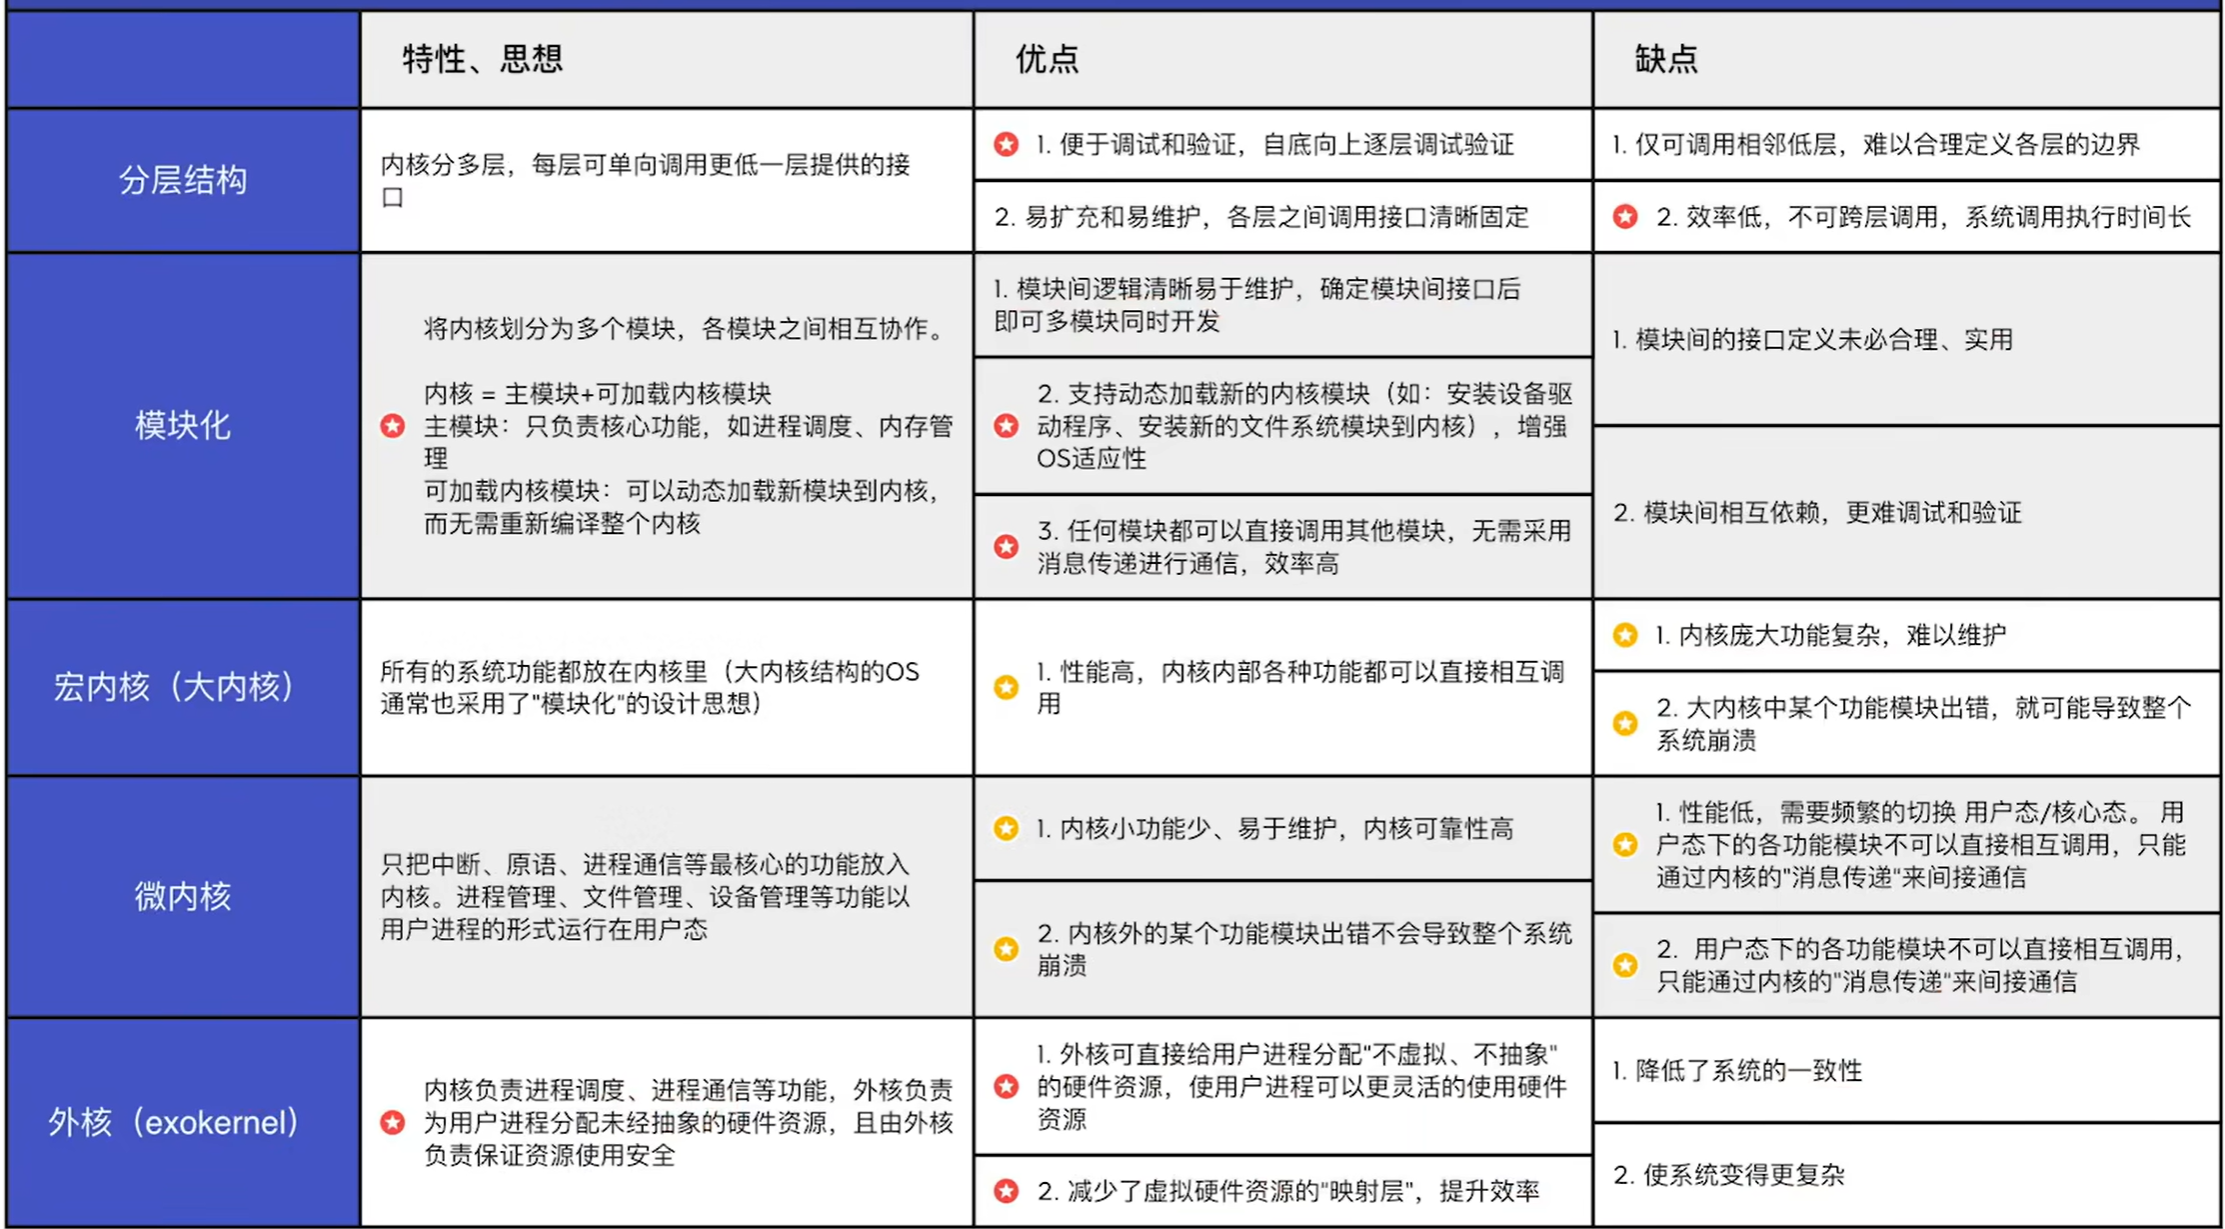 特性、思想
优点
缺点
分层结构
内核分多层，每层可单向调用更低一层提供的接
口
1. 便于调试和验证，自底向上逐层调试验证
2. 易扩充和易维护，各层之间调用接口清晰固定
1. 仅可调用相邻低层，难以合理定义各层的边界
2. 效率低，不可跨层调用，系统调用执行时间长
模块化
将内核划分为多个模块，各模块之间相互协作。
内核 = 主模块+可加载内核模块
主模块：只负责核心功能，如进程调度、内存管
理
可加载内核模块：可以动态加载新模块到内核，
而无需重新编译整个内核
1. 模块间逻辑清晰易于维护，确定模块间接口后
即可多模块同时开发
2. 支持动态加载新的内核模块（如：安装设备驱
动程序、安装新的文件系统模块到内核），增强
OS适应性
3. 任何模块都可以直接调用其他模块，无需采用
消息传递进行通信，效率高
1. 模块间的接口定义未必合理、实用
2. 模块间相互依赖，更难调试和验证
宏内核（大内核）
所有的系统功能都放在内核里（大内核结构的OS
通常也采用了"模块化"的设计思想）
1. 性能高，内核内部各种功能都可以直接相互调
用
1. 内核庞大功能复杂，难以维护
2. 大内核中某个功能模块出错，就可能导致整个
系统崩溃
微内核
只把中断、原语、进程通信等最核心的功能放入
内核。进程管理、文件管理、设备管理等功能以
用户进程的形式运行在用户态
1. 内核小功能少、易于维护，内核可靠性高
2. 内核外的某个功能模块出错不会导致整个系统
崩溃
1. 性能低，需要频繁的切换 用户态/核心态。 用
户态下的各功能模块不可以直接相互调用，只能
通过内核的"消息传递"来间接通信
2. 用户态下的各功能模块不可以直接相互调用，
只能通过内核的"消息传递"来间接通信
外核（exokernel）
内核负责进程调度、进程通信等功能，外核负责
为用户进程分配未经抽象的硬件资源，且由外核
负责保证资源使用安全
1. 外核可直接给用户进程分配"不虚拟、不抽象"
的硬件资源，使用户进程可以更灵活的使用硬件
资源
2. 减少了虚拟硬件资源的"映射层"，提升效率
1. 降低了系统的一致性
2. 使系统变得更复杂